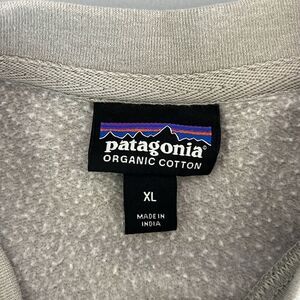 patagonia®
ORGANIC COTTON
XL
MADE IN
INDIA